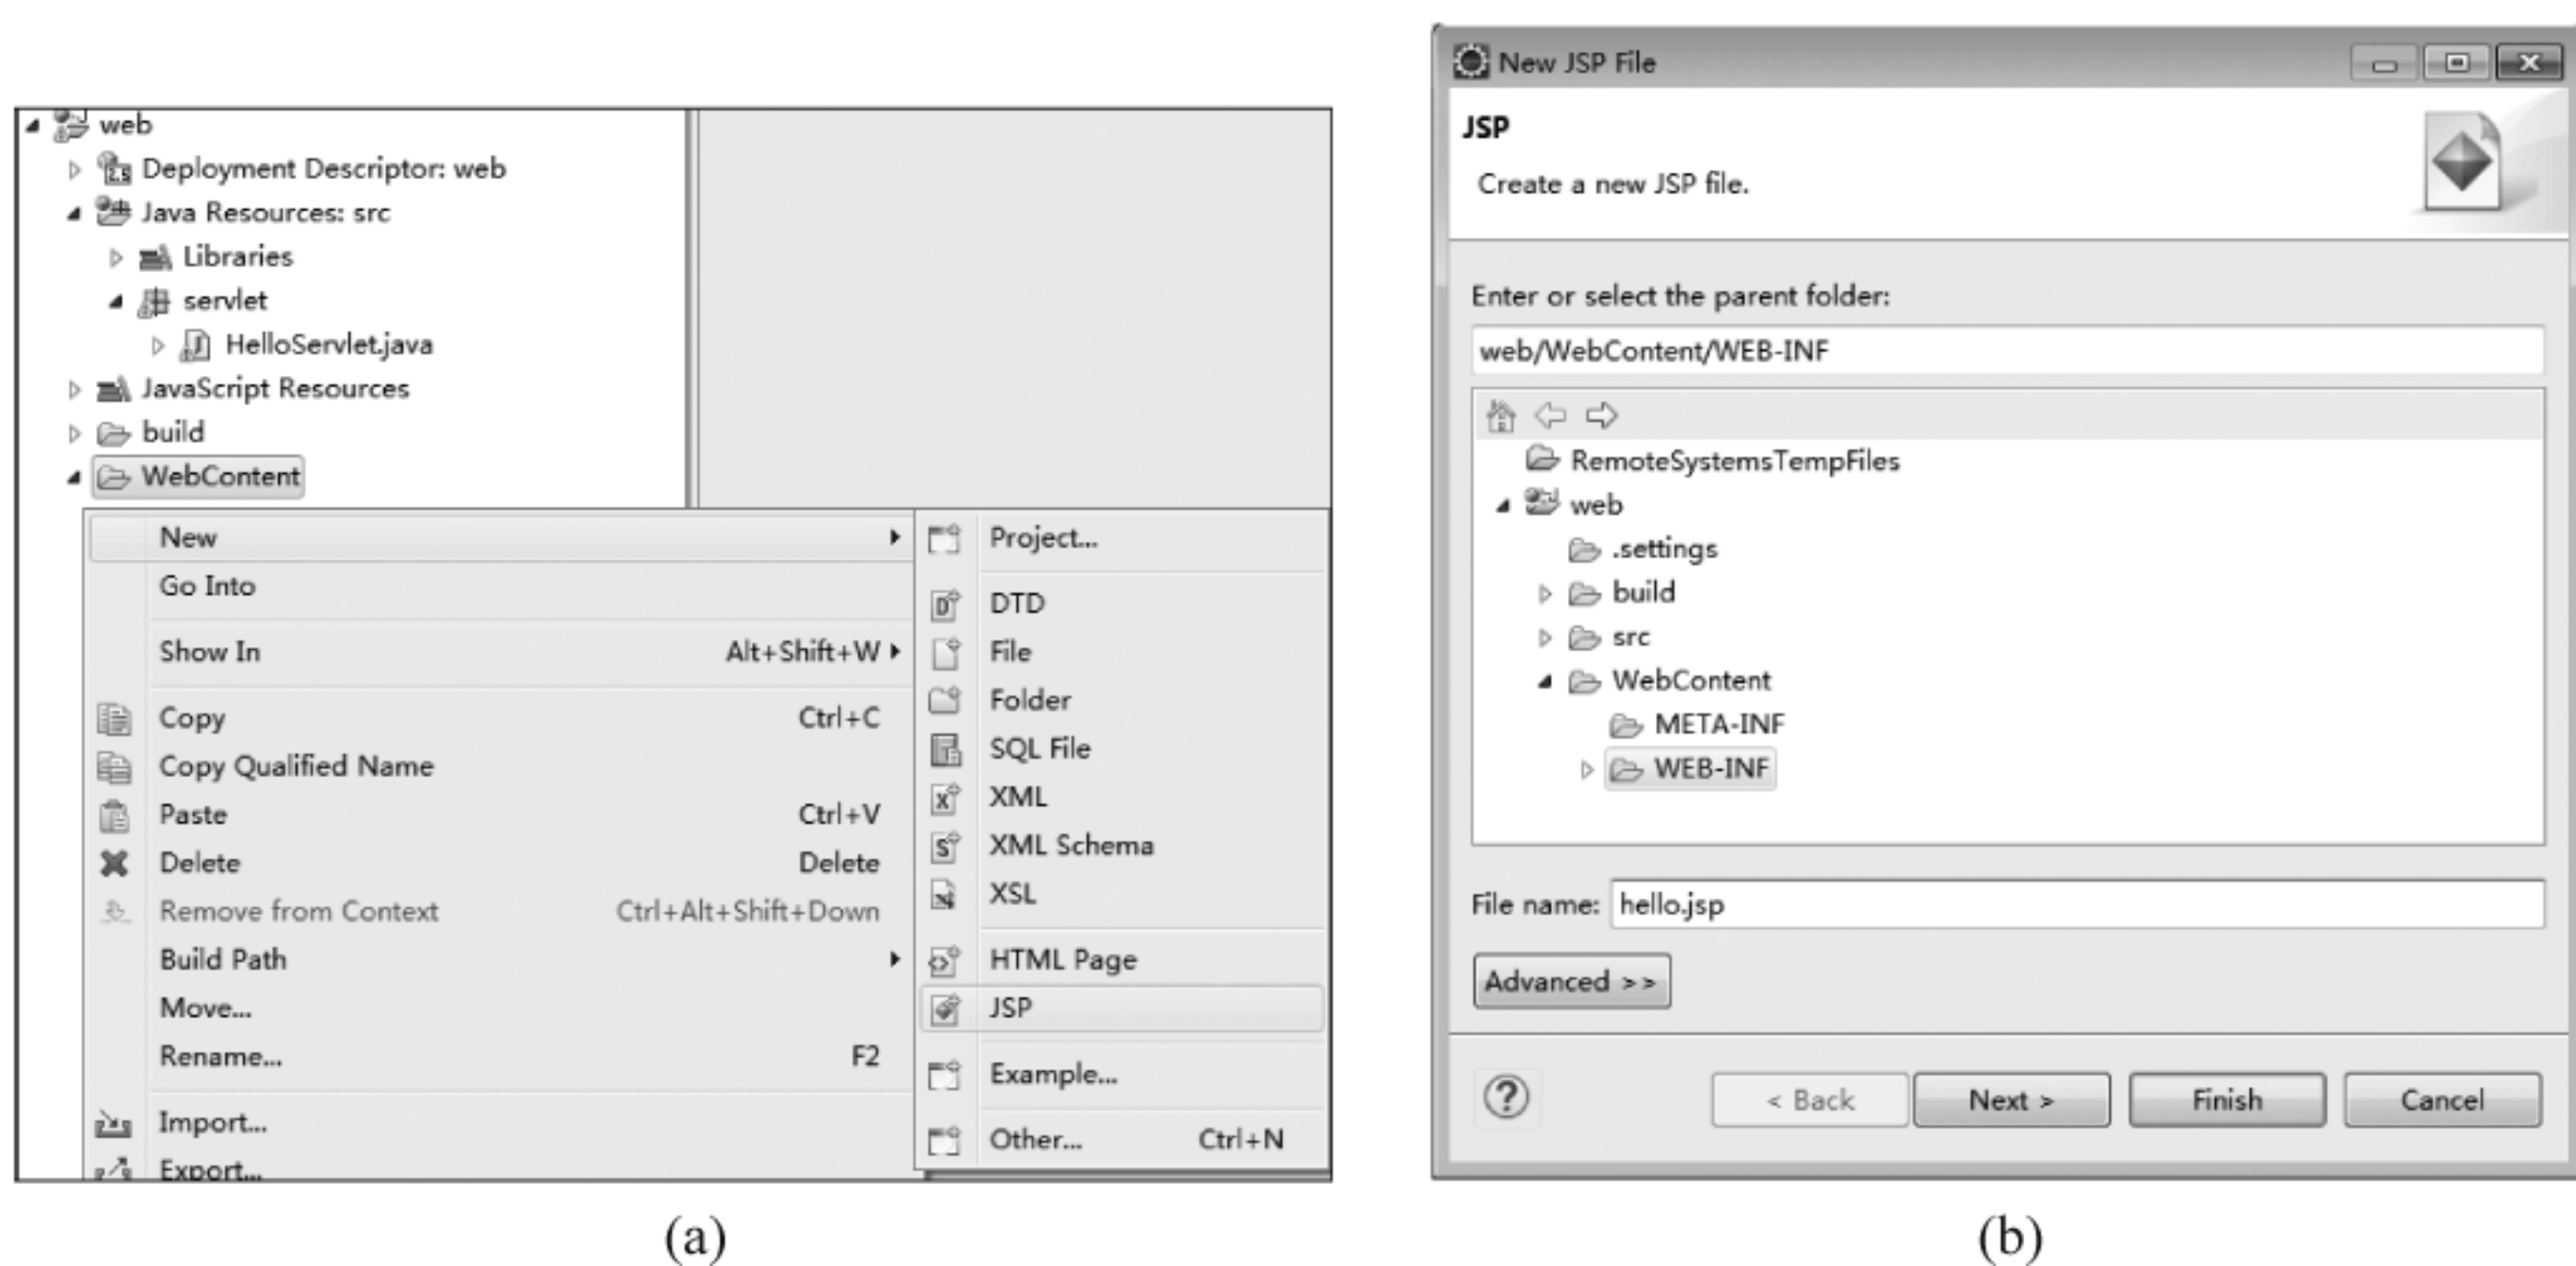 web
Deployment Descriptor: web
Java Resources: src
Libraries
servlet
HelloServlet.java
JavaScript Resources
build
WebContent
New
Go Into
Show In Alt+Shift+W
Copy Ctrl+C
Copy Qualified Name
Paste Ctrl+V
Delete Delete
Remove from Context Ctrl+Alt+Shift+Down
Build Path
Move...
Rename... F2
Import...
Export...
Project...
DTD
File
Folder
SQL File
XML
XML Schema
XSL
HTML Page
JSP
Example...
Other... Ctrl+N
(a)
New JSP File
JSP
Create a new JSP file.
Enter or select the parent folder:
web/WebContent/WEB-INF
RemoteSystemsTempFiles
web
.settings
build
src
WebContent
META-INF
WEB-INF
File name: hello.jsp
Advanced >>
< Back Next > Finish Cancel
(b)